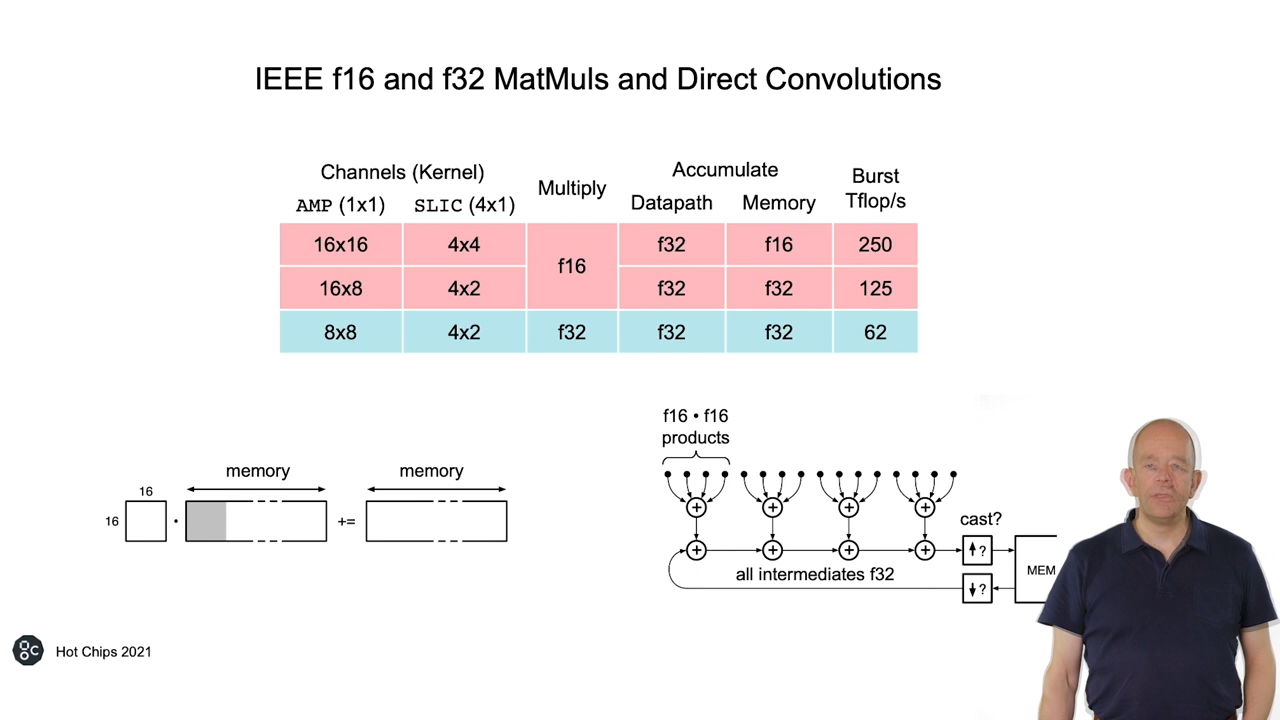 IEEE f16 and f32 MatMuls and Direct Convolutions
Channels (Kernel)
Multiply
Accumulate
Burst
Tflop/s
AMP (1x1)
SLIC (4x1)
Datapath
Memory
16x16
4x4
f16
f32
f16
250
16x8
4x2
f32
f32
125
8x8
4x2
f32
f32
f32
62
16
16
memory
+=
memory
f16 • f16
products
+ + + +
+ + + +
all intermediates f32
cast?
?
?
MEM
gc
Hot Chips 2021